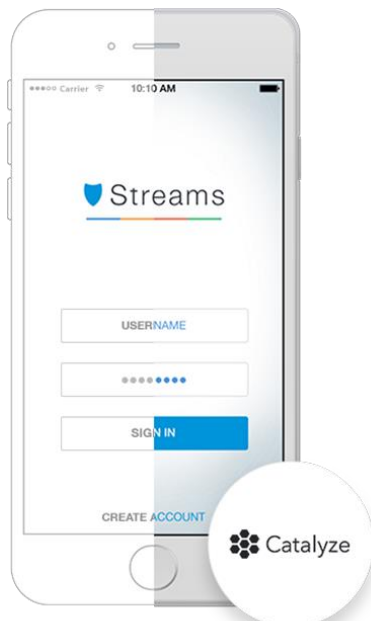 Carrier 10:10 AM
Streams
USERNAME
SIGN IN
CREATE ACCOUNT
Catalyze